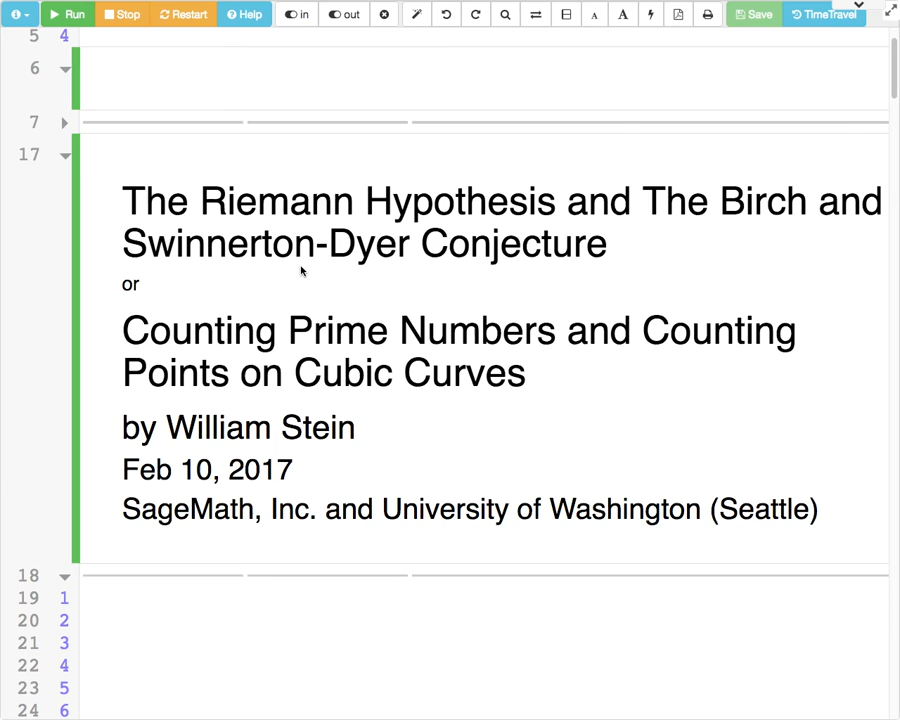 Run Stop Restart Help in out A A Save TimeTravel
5 4
6
7
17
The Riemann Hypothesis and The Birch and
Swinnerton-Dyer Conjecture
or
Counting Prime Numbers and Counting
Points on Cubic Curves
by William Stein
Feb 10, 2017
SageMath, Inc. and University of Washington (Seattle)
18
19 1
20 2
21 3
22 4
23 5
24 6